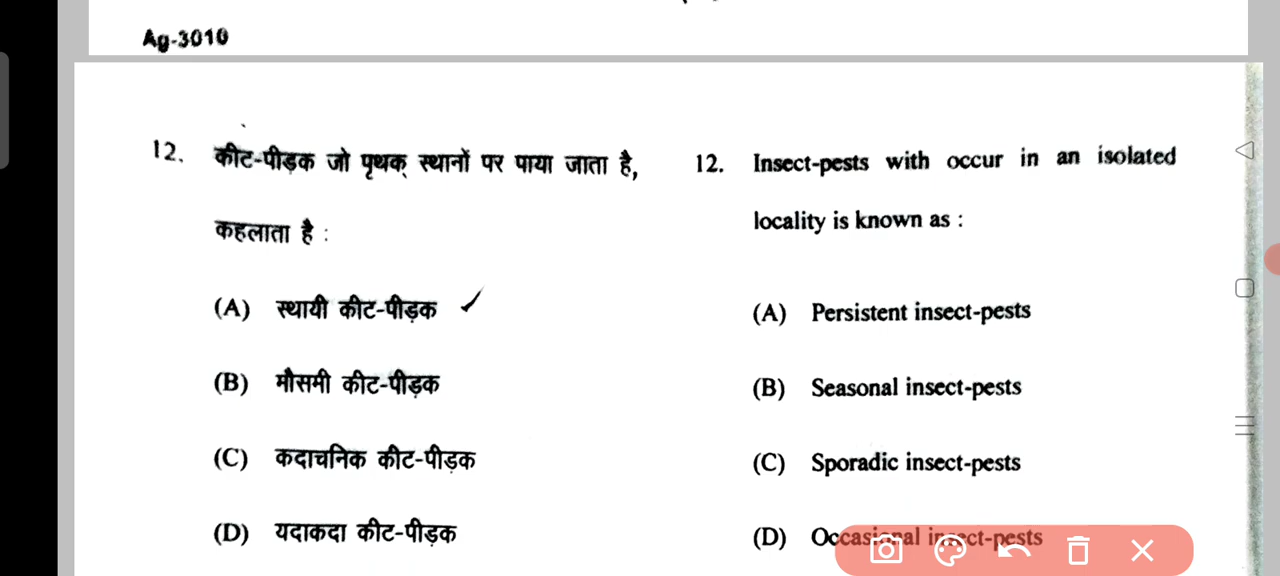 Ag-3010
12. कीट-पीड़क जो पृथक् स्थानों पर पाया जाता है,
कहलाता है :
(A) स्थायी कीट-पीड़क
(B) मौसमी कीट-पीड़क
(C) कदाचनिक कीट-पीड़क
(D) यदाकदा कीट-पीड़क
12. Insect-pests with occur in an isolated
locality is known as :
(A) Persistent insect-pests
(B) Seasonal insect-pests
(C) Sporadic insect-pests
(D) Occasional insect-pests